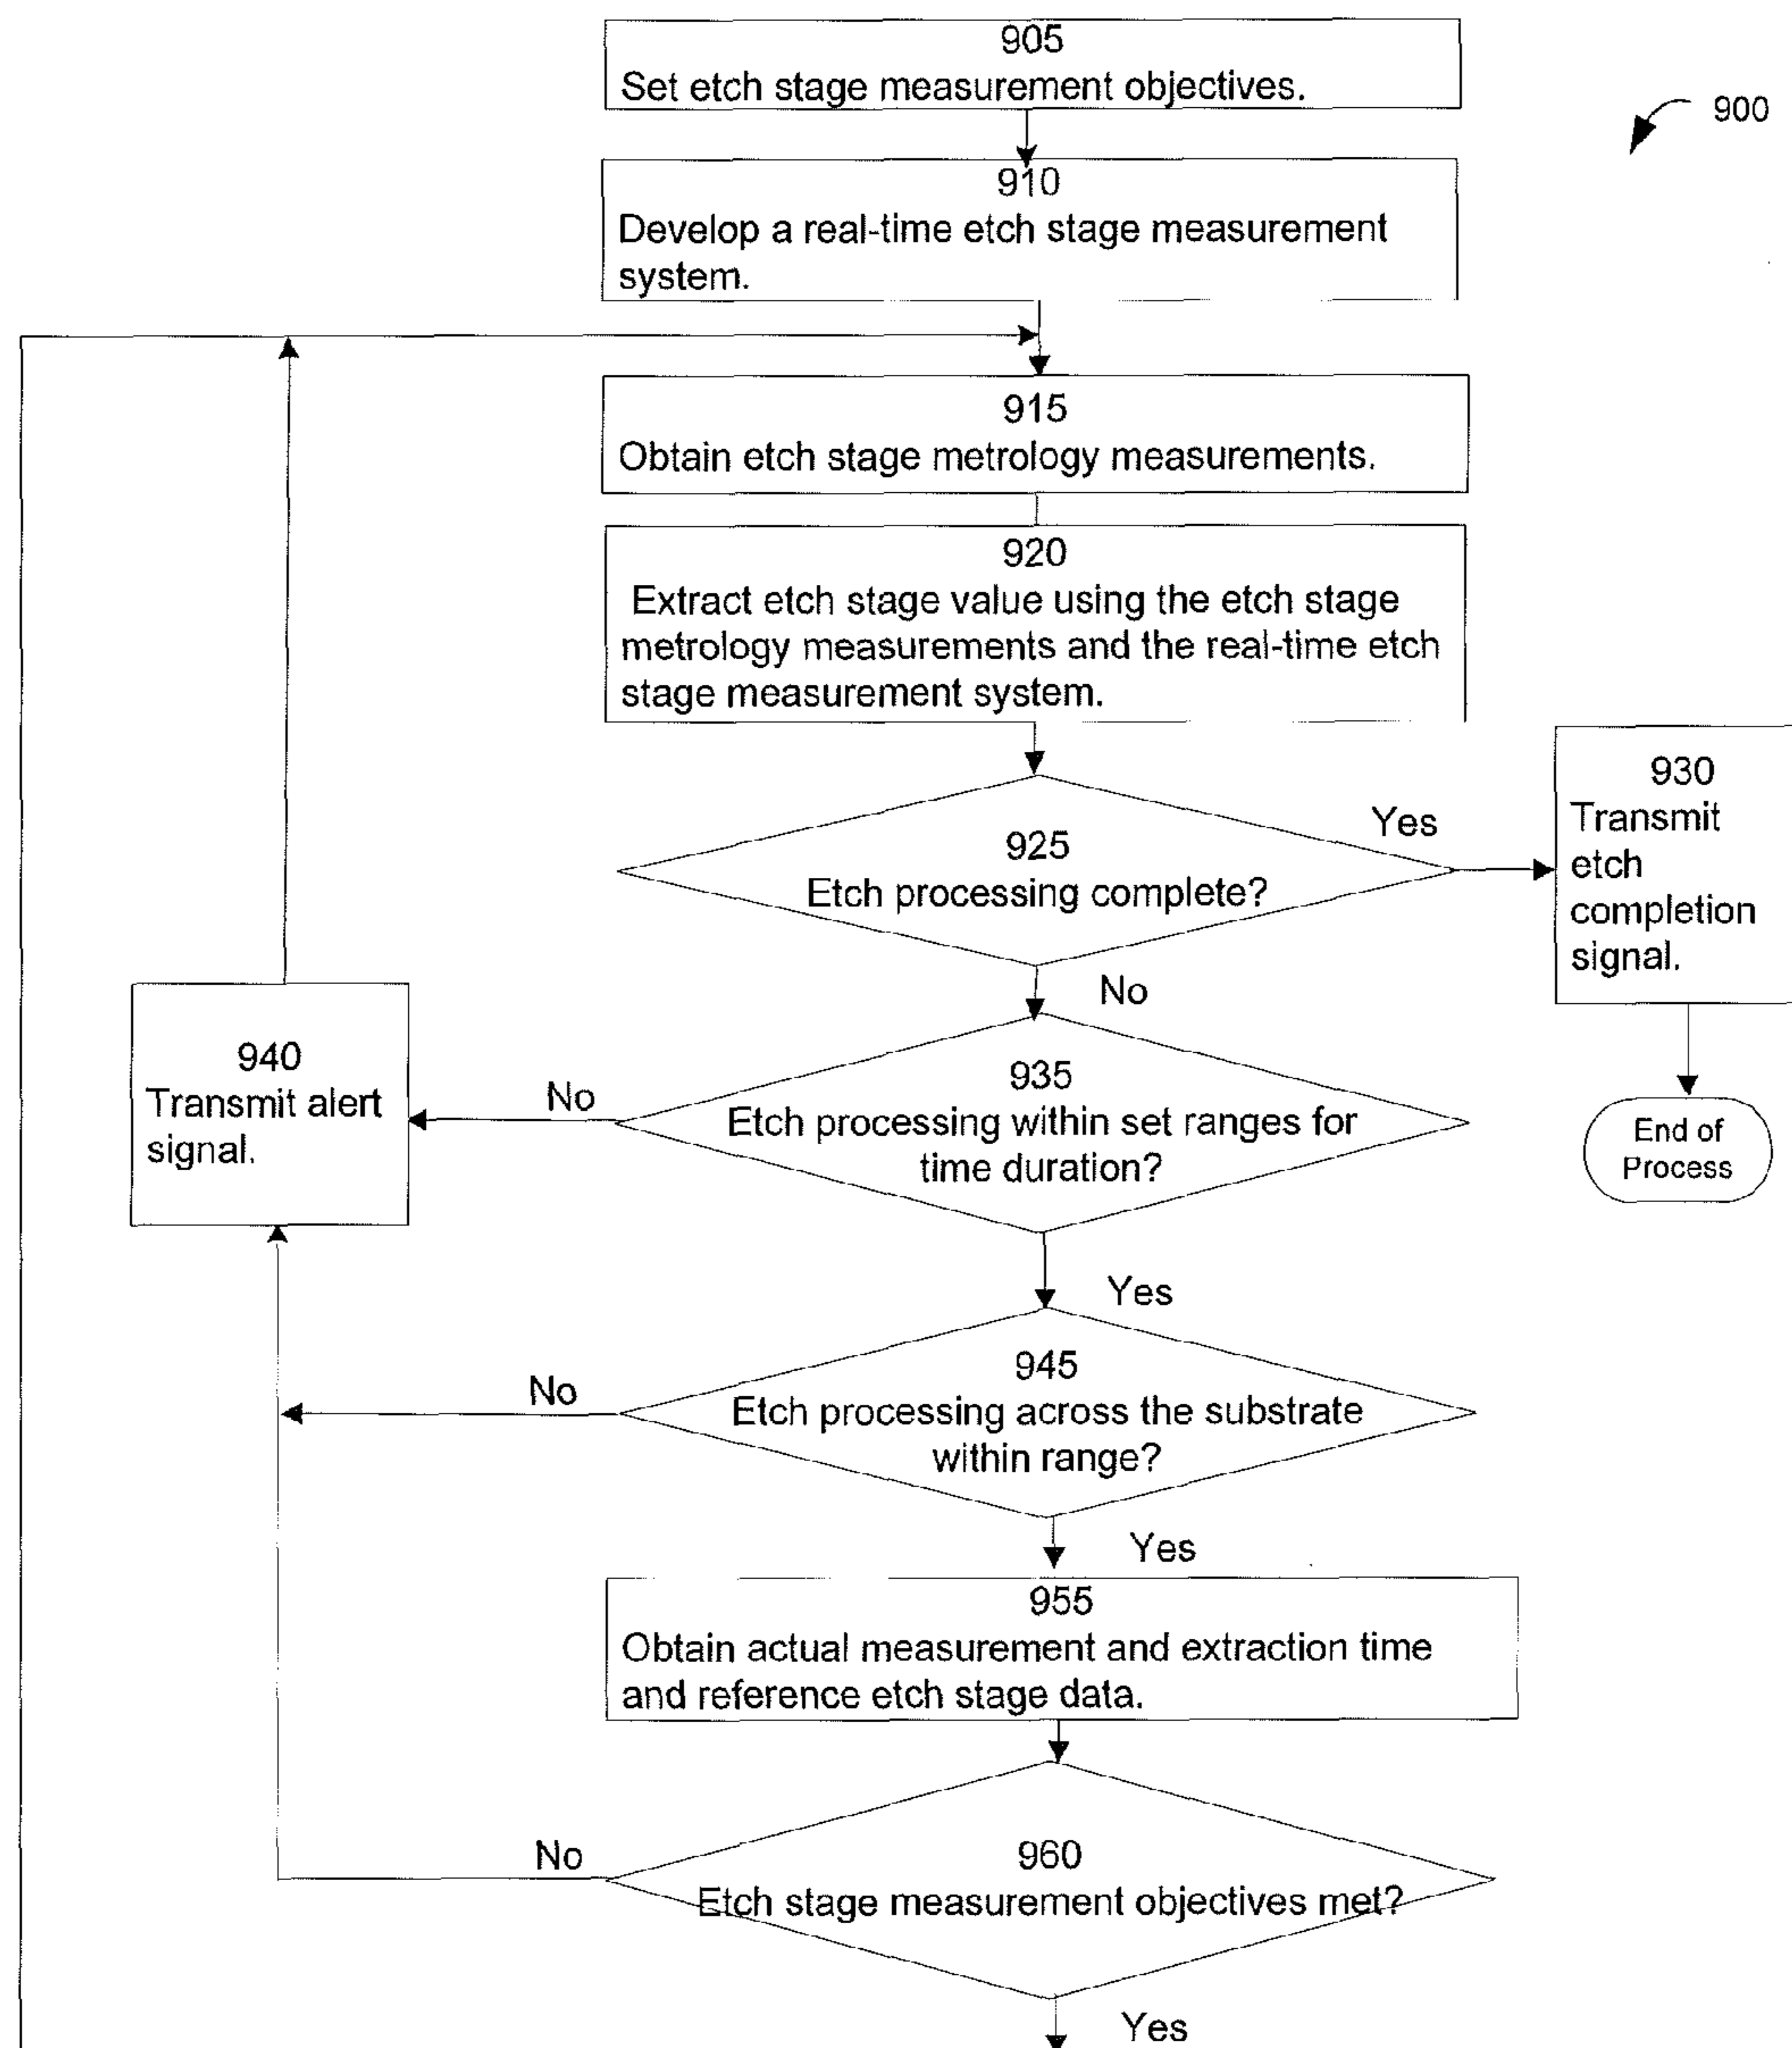 905
Set etch stage measurement objectives.
900
910
Develop a real-time etch stage measurement
system.
915
Obtain etch stage metrology measurements.
920
Extract etch stage value using the etch stage
metrology measurements and the real-time etch
stage measurement system.
925
Etch processing complete?
Yes
930
Transmit
etch
completion
signal.
No
End of
Process
935
Etch processing within set ranges for
time duration?
No
940
Transmit alert
signal.
Yes
945
Etch processing across the substrate
within range?
No
Yes
955
Obtain actual measurement and extraction time
and reference etch stage data.
960
Etch stage measurement objectives met?
No
Yes